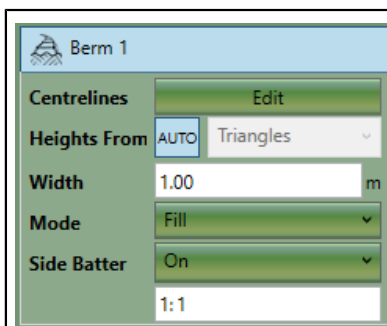 Berm 1
Centrelines Edit
Heights From AUTO Triangles
Width 1.00 m
Mode Fill
Side Batter On
1:1